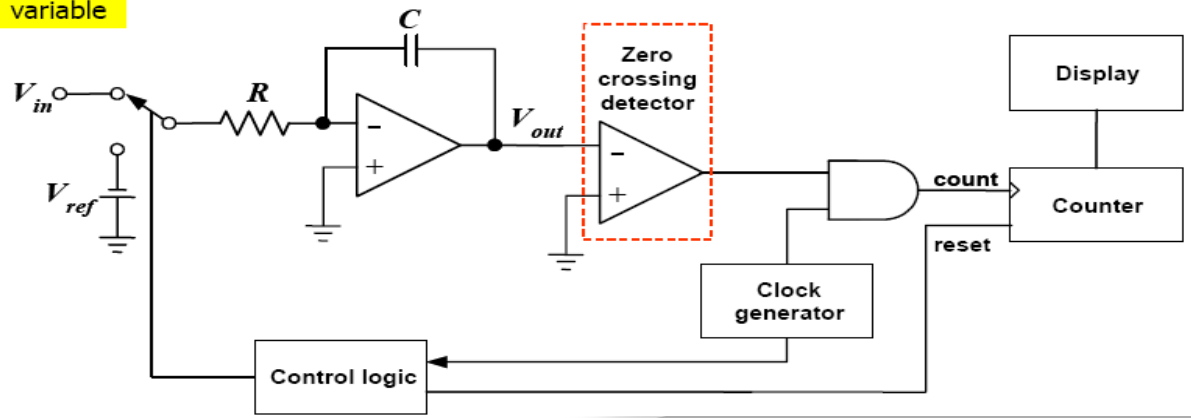 variable
C
Zero
crossing
detector
Display
V_in
R
V_out
−
+
−
+
count
Counter
V_ref
reset
Clock
generator
Control logic